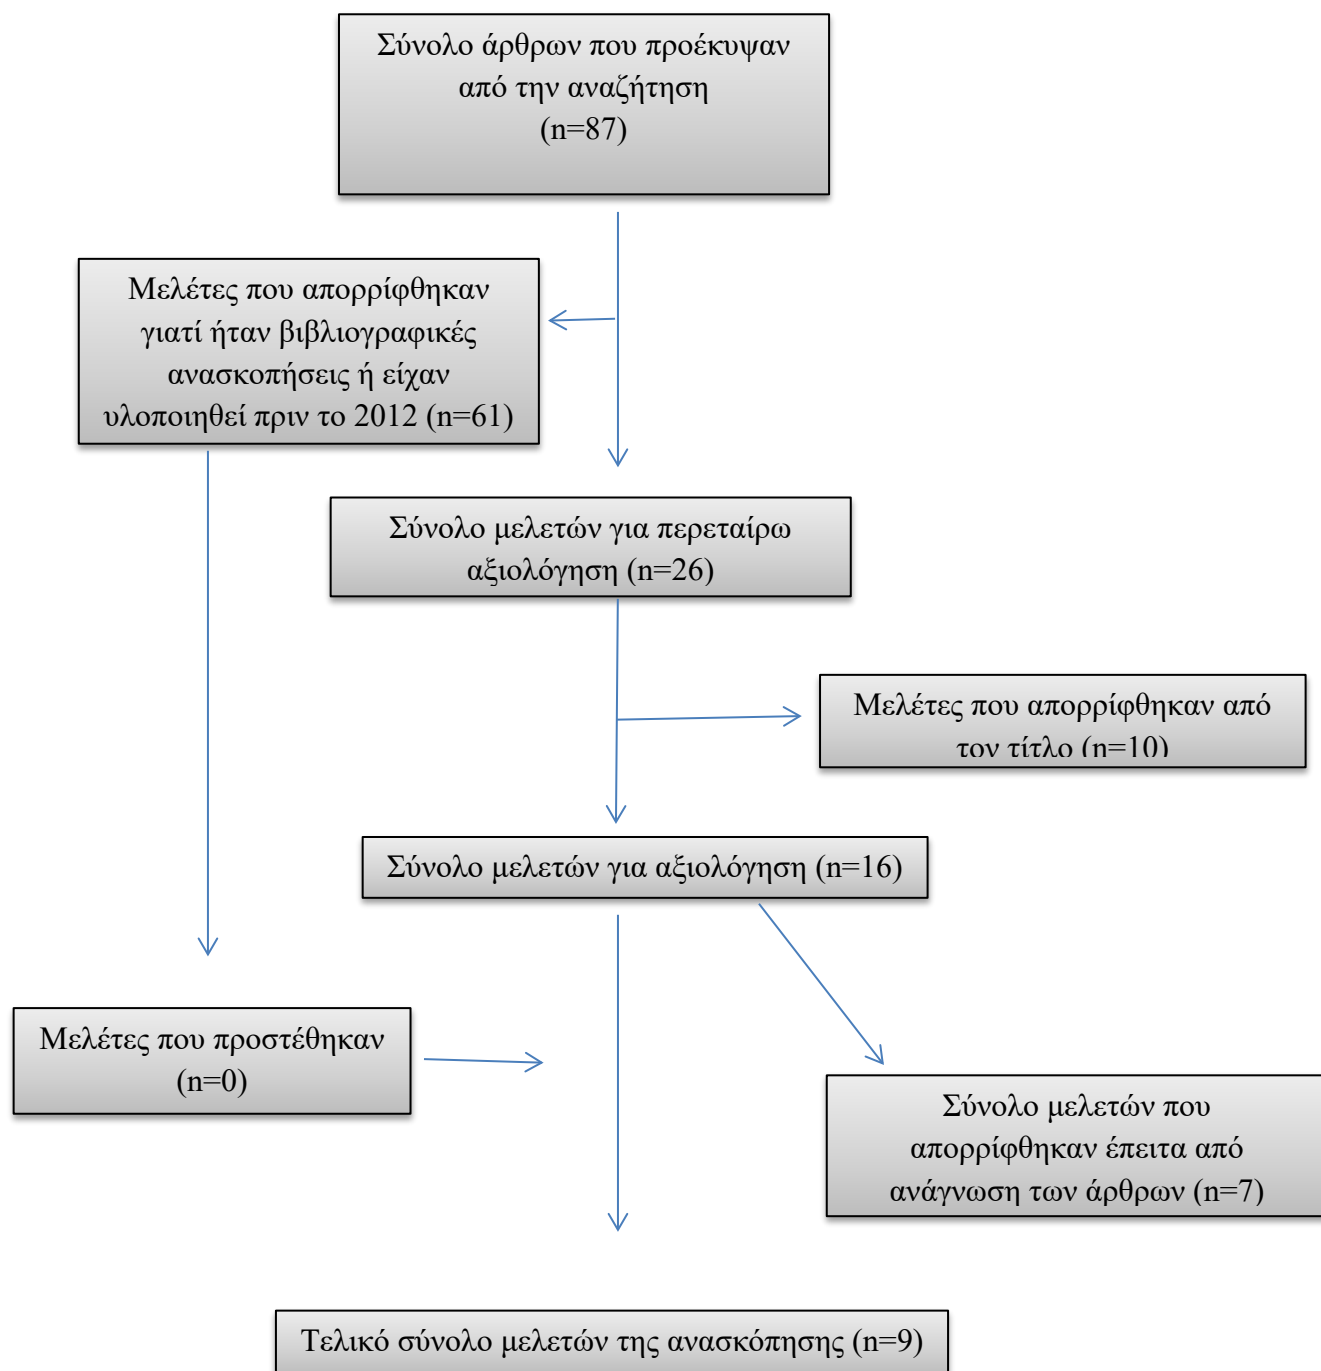 Σύνολο άρθρων που προέκυψαν
από την αναζήτηση
(n=87)
Μελέτες που απορρίφθηκαν
γιατί ήταν βιβλιογραφικές
ανασκοπήσεις ή είχαν
υλοποιηθεί πριν το 2012 (n=61)
Σύνολο μελετών για περεταίρω
αξιολόγηση (n=26)
Μελέτες που απορρίφθηκαν από
τον τίτλο (n=10)
Σύνολο μελετών για αξιολόγηση (n=16)
Μελέτες που προστέθηκαν
(n=0)
Σύνολο μελετών που
απορρίφθηκαν έπειτα από
ανάγνωση των άρθρων (n=7)
Τελικό σύνολο μελετών της ανασκόπησης (n=9)